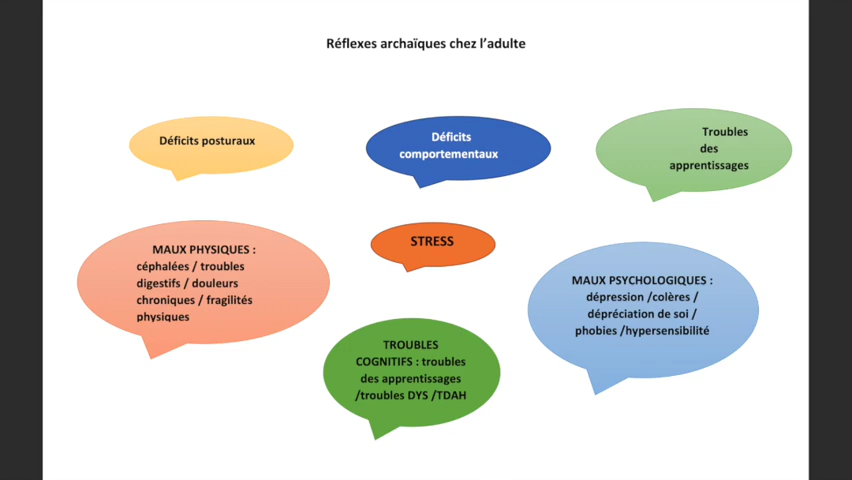 Réflexes archaïques chez l’adulte
Déficits posturaux
Déficits
comportementaux
Troubles
des
apprentissages
MAUX PHYSIQUES :
céphalées / troubles
digestifs / douleurs
chroniques / fragilités
physiques
STRESS
MAUX PSYCHOLOGIQUES :
dépression /colères /
dépréciation de soi /
phobies /hypersensibilité
TROUBLES
COGNITIFS : troubles
des apprentissages
/troubles DYS /TDAH